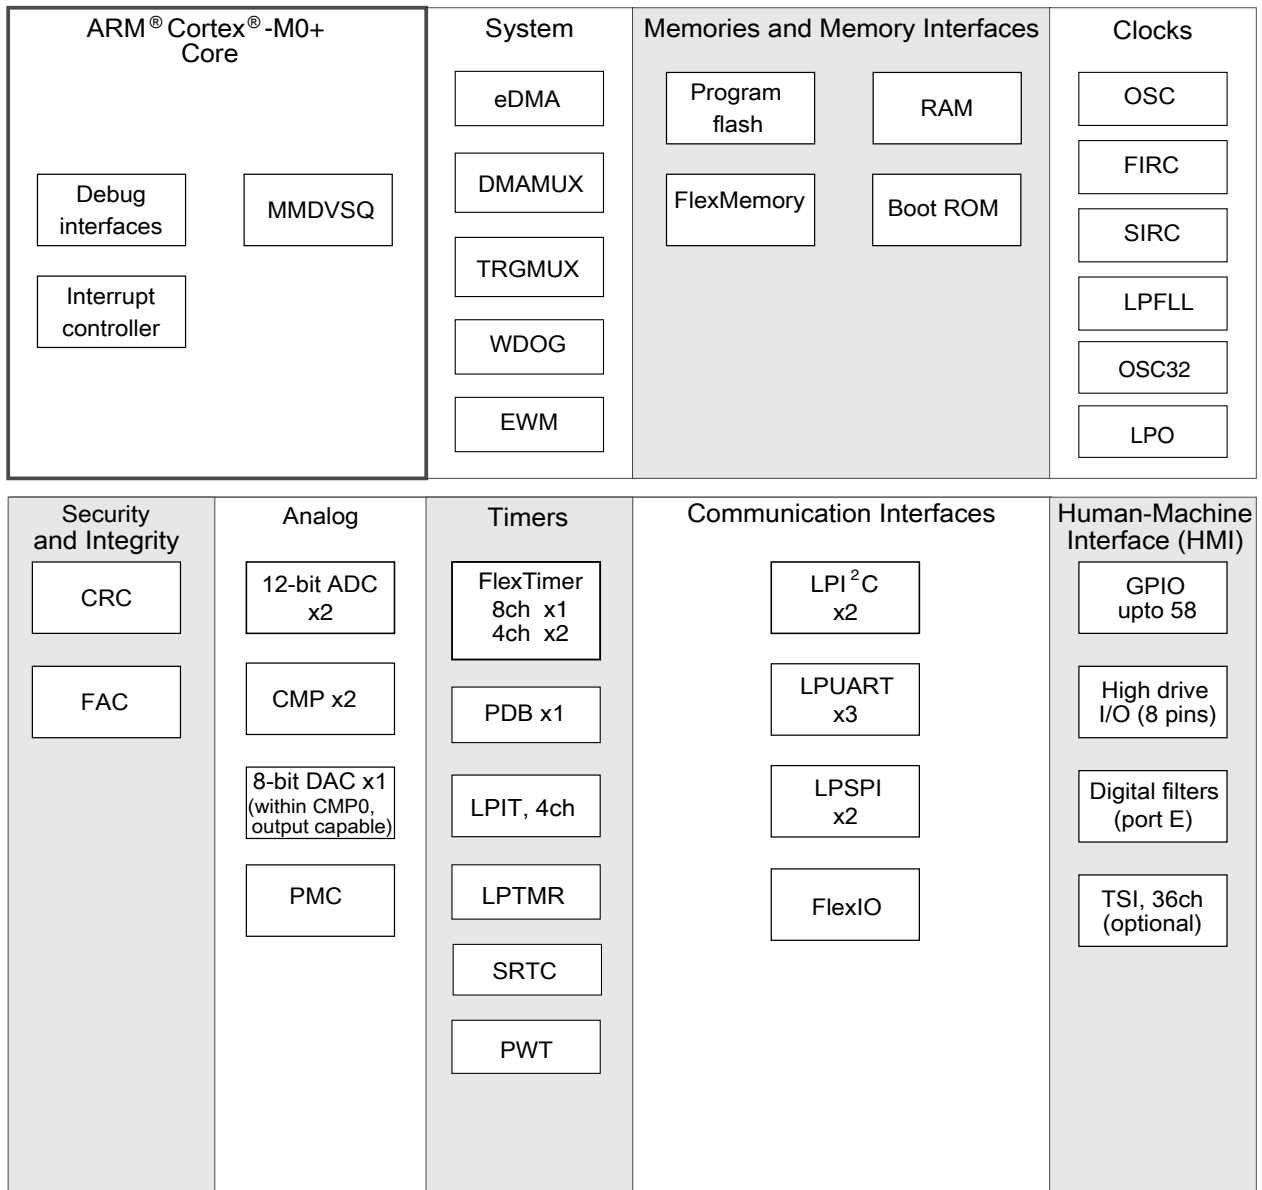 ARM® Cortex®-M0+
Core
Debug
interfaces
MMDVSQ
Interrupt
controller
System
eDMA
DMAMUX
TRGMUX
WDOG
EWM
Memories and Memory Interfaces
Program
flash
RAM
FlexMemory
Boot ROM
Clocks
OSC
FIRC
SIRC
LPFLL
OSC32
LPO
Security
and Integrity
CRC
FAC
Analog
12-bit ADC
x2
CMP x2
8-bit DAC x1
(within CMP0,
output capable)
PMC
Timers
FlexTimer
8ch x1
4ch x2
PDB x1
LPIT, 4ch
LPTMR
SRTC
PWT
Communication Interfaces
LPI²C
x2
LPUART
x3
LPSPI
x2
FlexIO
Human-Machine
Interface (HMI)
GPIO
upto 58
High drive
I/O (8 pins)
Digital filters
(port E)
TSI, 36ch
(optional)